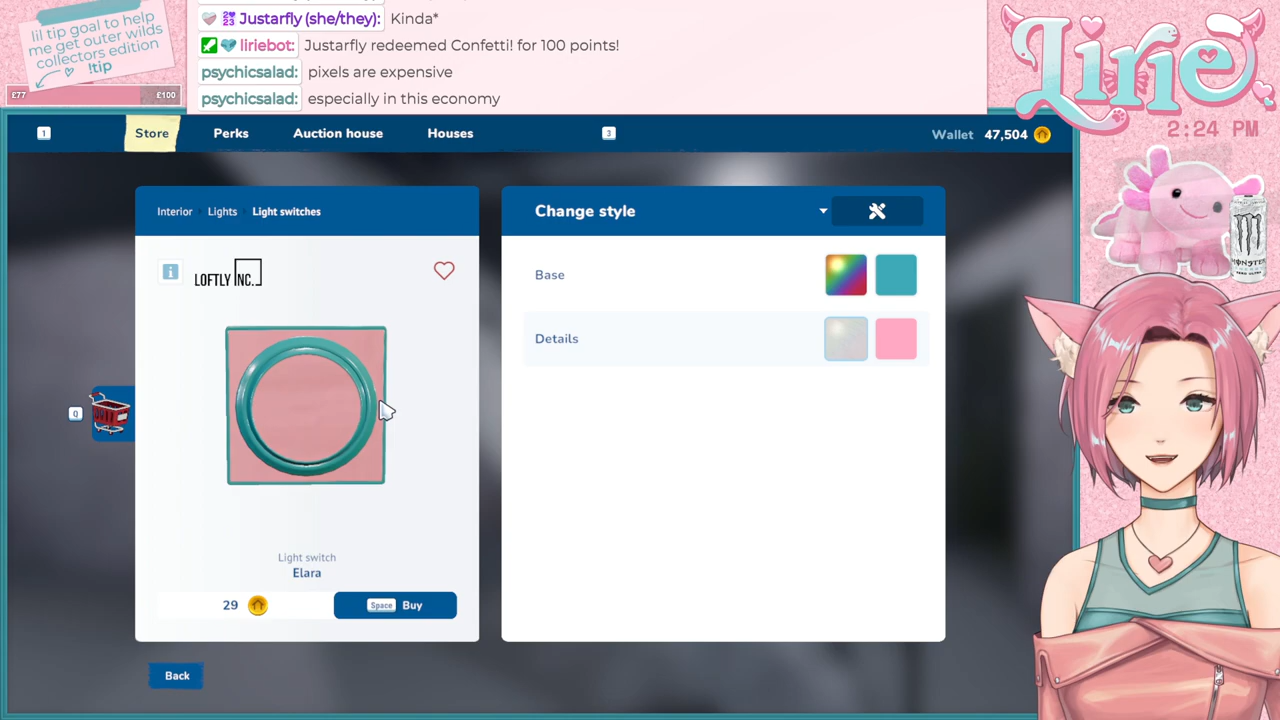 lil tip goal to help
me get outer wilds
collectors edition
!tip
£77
£100
Justarfly (she/they): Kinda*
liriebot: Justarfly redeemed Confetti! for 100 points!
psychicsalad: pixels are expensive
psychicsalad: especially in this economy
Lirie
2:24 PM
1
Store
Perks
Auction house
Houses
3
Wallet 47,504
Interior
Lights
Light switches
LOFTLY INC.
Change style
Base
Details
Q
Light switch
Elara
29
Space Buy
Back
MONSTER